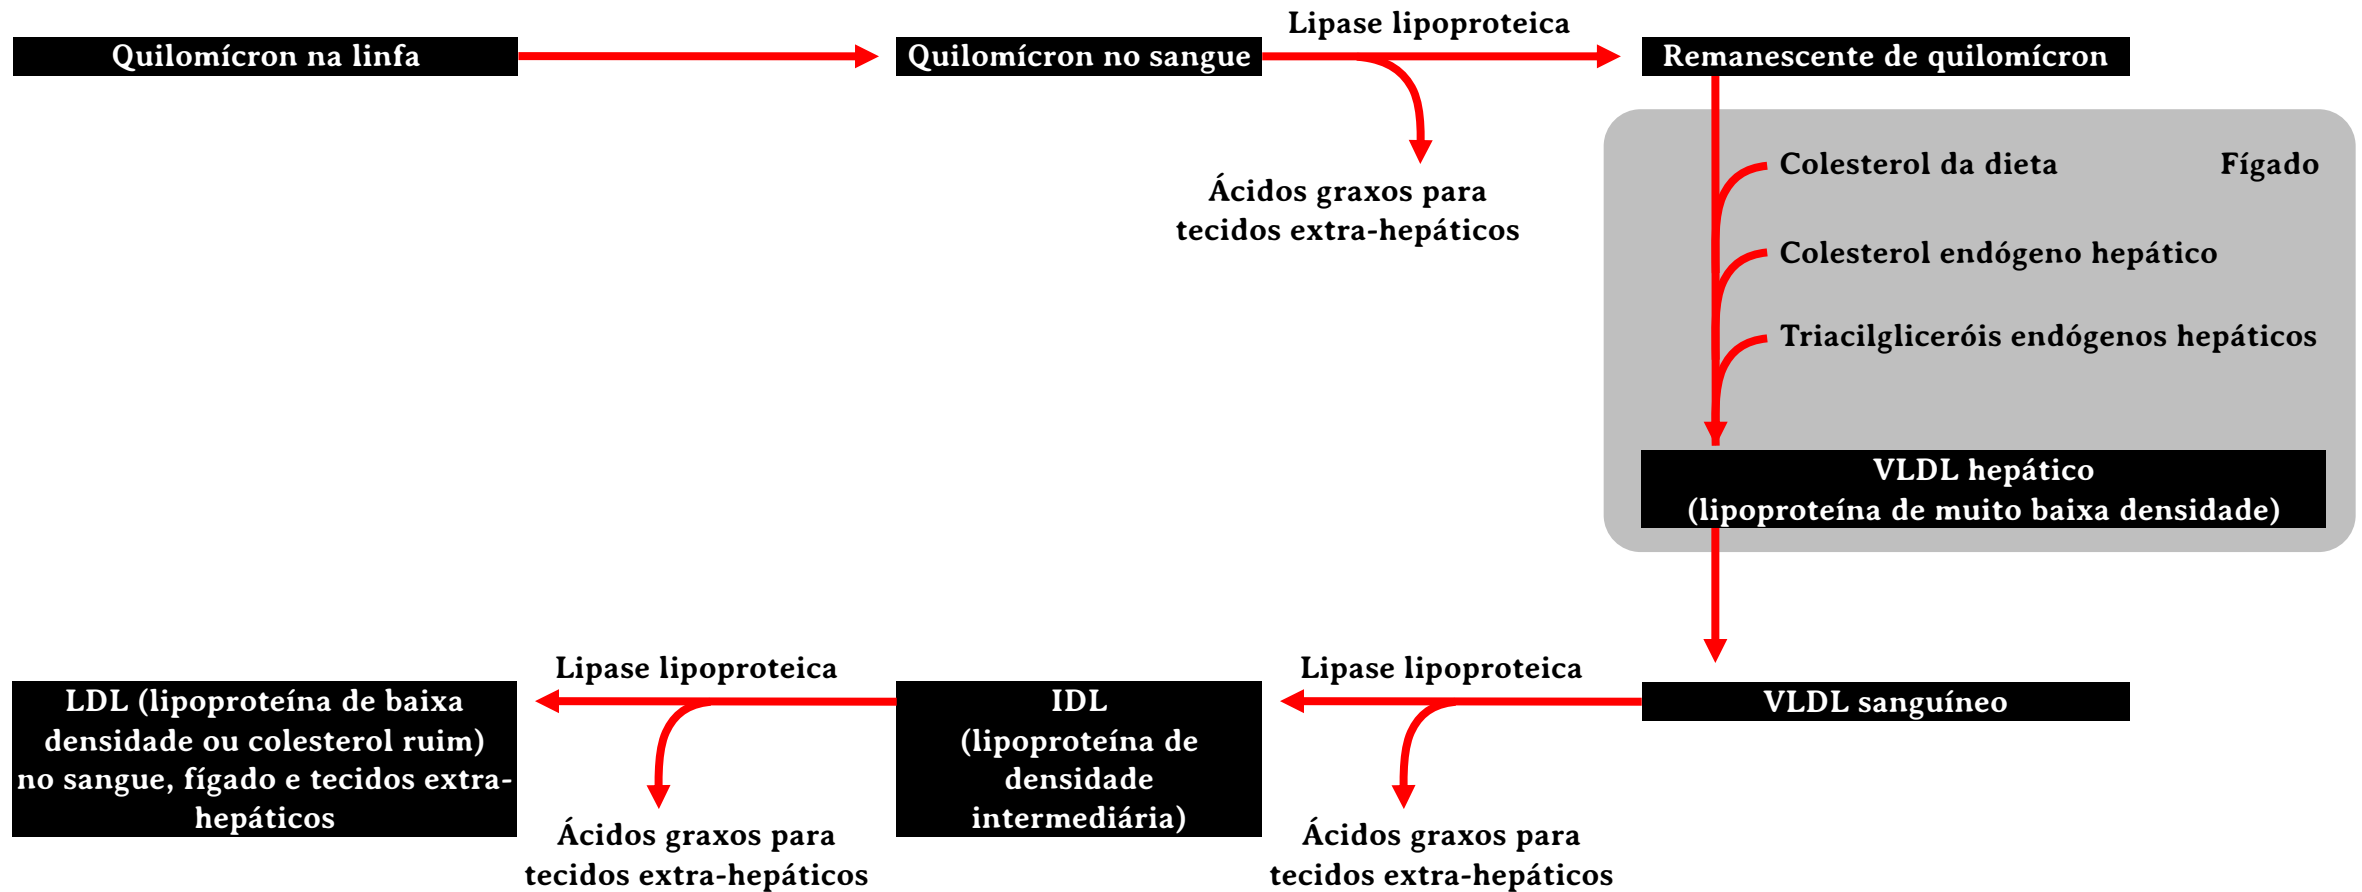 Lipase lipoproteica
Quilomícron na linfa
Quilomícron no sangue
Remanescente de quilomícron
Ácidos graxos para
tecidos extra-hepáticos
Colesterol da dieta
Fígado
Colesterol endógeno hepático
Triacilgliceróis endógenos hepáticos
VLDL hepático
(lipoproteína de muito baixa densidade)
VLDL sanguíneo
Lipase lipoproteica
Ácidos graxos para
tecidos extra-hepáticos
IDL
(lipoproteína de
densidade
intermediária)
Lipase lipoproteica
Ácidos graxos para
tecidos extra-hepáticos
LDL (lipoproteína de baixa
densidade ou colesterol ruim)
no sangue, fígado e tecidos extra-
hepáticos